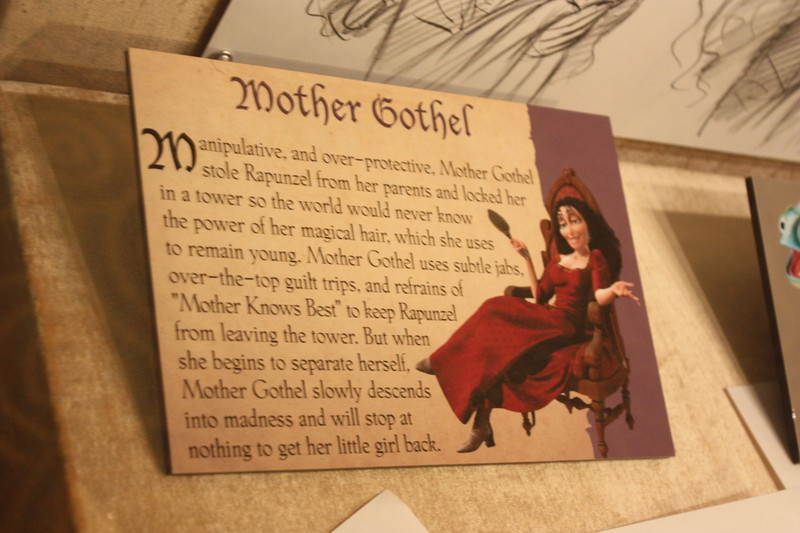 Mother Gothel
Manipulative, and over-protective, Mother Gothel
stole Rapunzel from her parents and locked her
in a tower so the world would never know
the power of her magical hair, which she uses
to remain young. Mother Gothel uses subtle jabs,
over-the-top guilt trips, and refrains of
"Mother Knows Best" to keep Rapunzel
from leaving the tower. But when
she begins to separate herself,
Mother Gothel slowly descends
into madness and will stop at
nothing to get her little girl back.